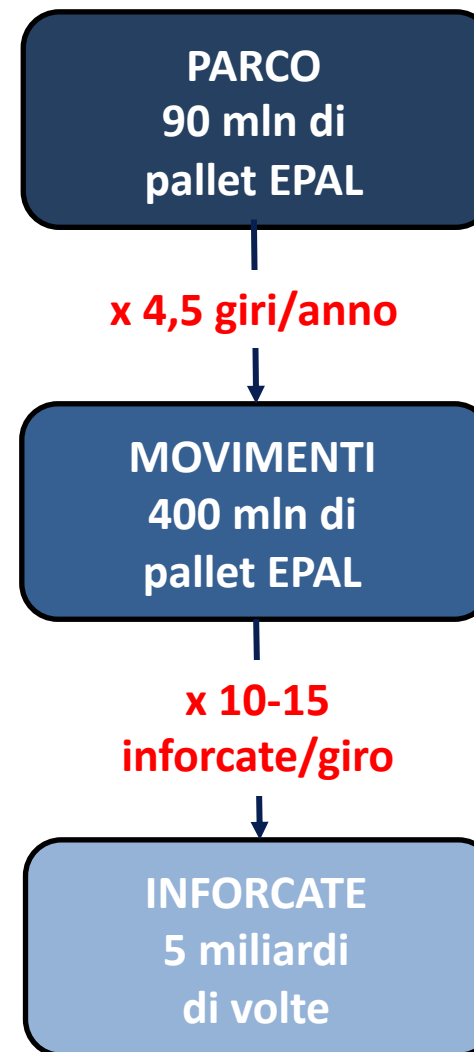 PARCO
90 mln di
pallet EPAL
x 4,5 giri/anno
MOVIMENTI
400 mln di
pallet EPAL
x 10-15
inforcate/giro
INFORCATE
5 miliardi
di volte